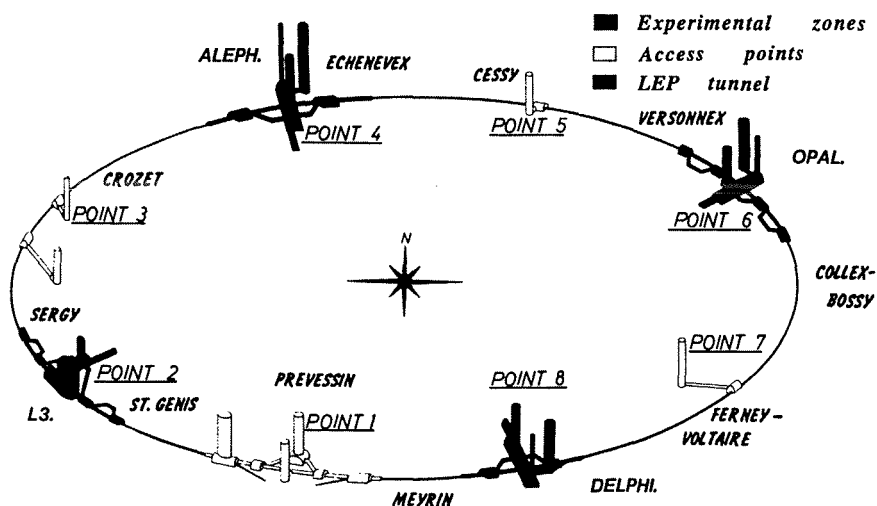 Experimental zones
Access points
LEP tunnel
ALEPH.
ECHENEVEX
CESSY
VERSONNEX
POINT 4
POINT 5
OPAL.
CROZET
POINT 3
POINT 6
N
COLLEX-
BOSSY
SERGY
POINT 7
POINT 2
PREVESSIN
POINT 8
L3.
ST. GENIS
POINT 1
FERNEY-
VOLTAIRE
MEYRIN
DELPHI.